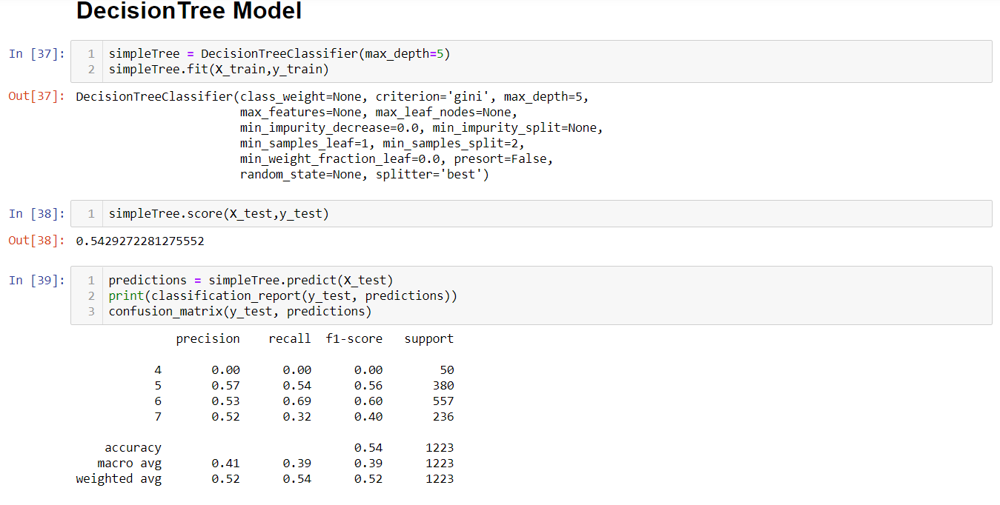 DecisionTree Model
In [37]: 1 simpleTree = DecisionTreeClassifier(max_depth=5)
2 simpleTree.fit(X_train,y_train)
Out[37]: DecisionTreeClassifier(class_weight=None, criterion='gini', max_depth=5,
max_features=None, max_leaf_nodes=None,
min_impurity_decrease=0.0, min_impurity_split=None,
min_samples_leaf=1, min_samples_split=2,
min_weight_fraction_leaf=0.0, presort=False,
random_state=None, splitter='best')
In [38]: 1 simpleTree.score(X_test,y_test)
Out[38]: 0.5429272281275552
In [39]: 1 predictions = simpleTree.predict(X_test)
2 print(classification_report(y_test, predictions))
3 confusion_matrix(y_test, predictions)
precision recall f1-score support
4 0.00 0.00 0.00 50
5 0.57 0.54 0.56 380
6 0.53 0.69 0.60 557
7 0.52 0.32 0.40 236
accuracy 0.54 1223
macro avg 0.41 0.39 0.39 1223
weighted avg 0.52 0.54 0.52 1223